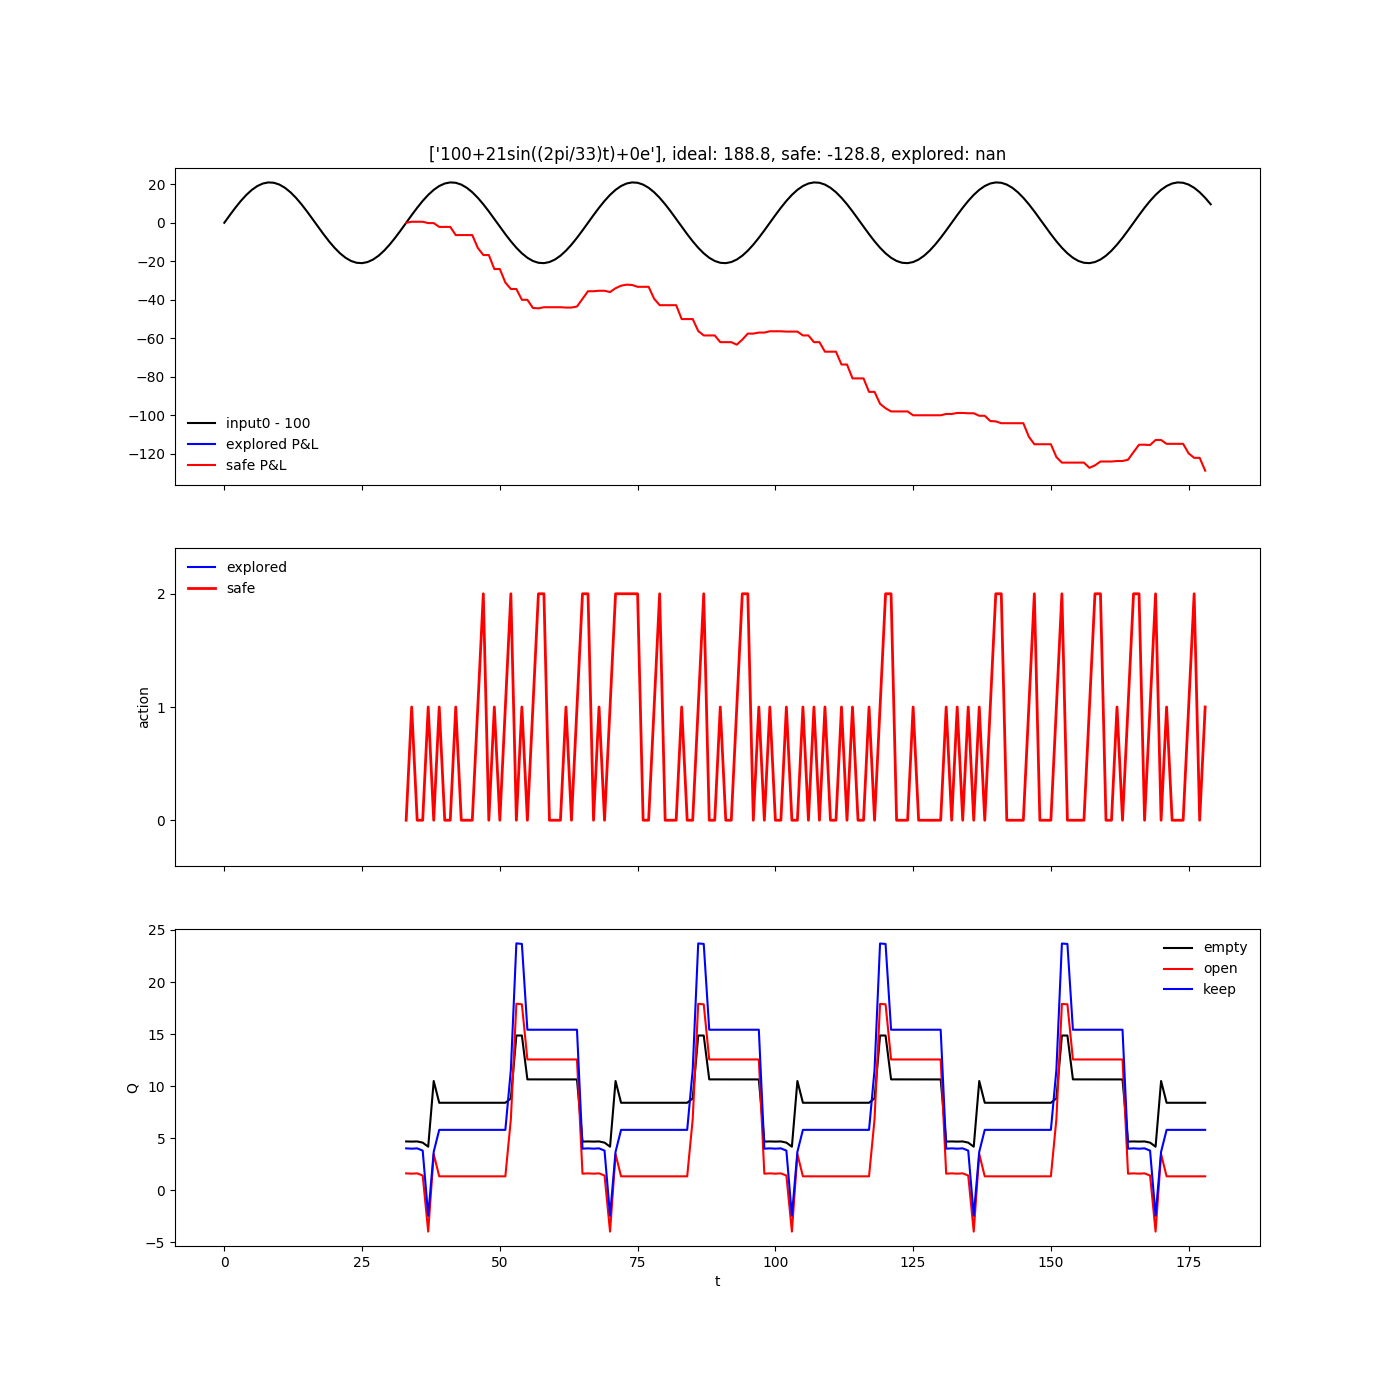 ['100+21sin((2pi/33)t)+0e'], ideal: 188.8, safe: -128.8, explored: nan
20
0
−20
−40
−60
−80
−100
−120
input0 - 100
explored P&L
safe P&L
explored
safe
2
1
0
action
25
20
15
10
5
0
−5
Q
empty
open
keep
0 25 50 75 100 125 150 175
t